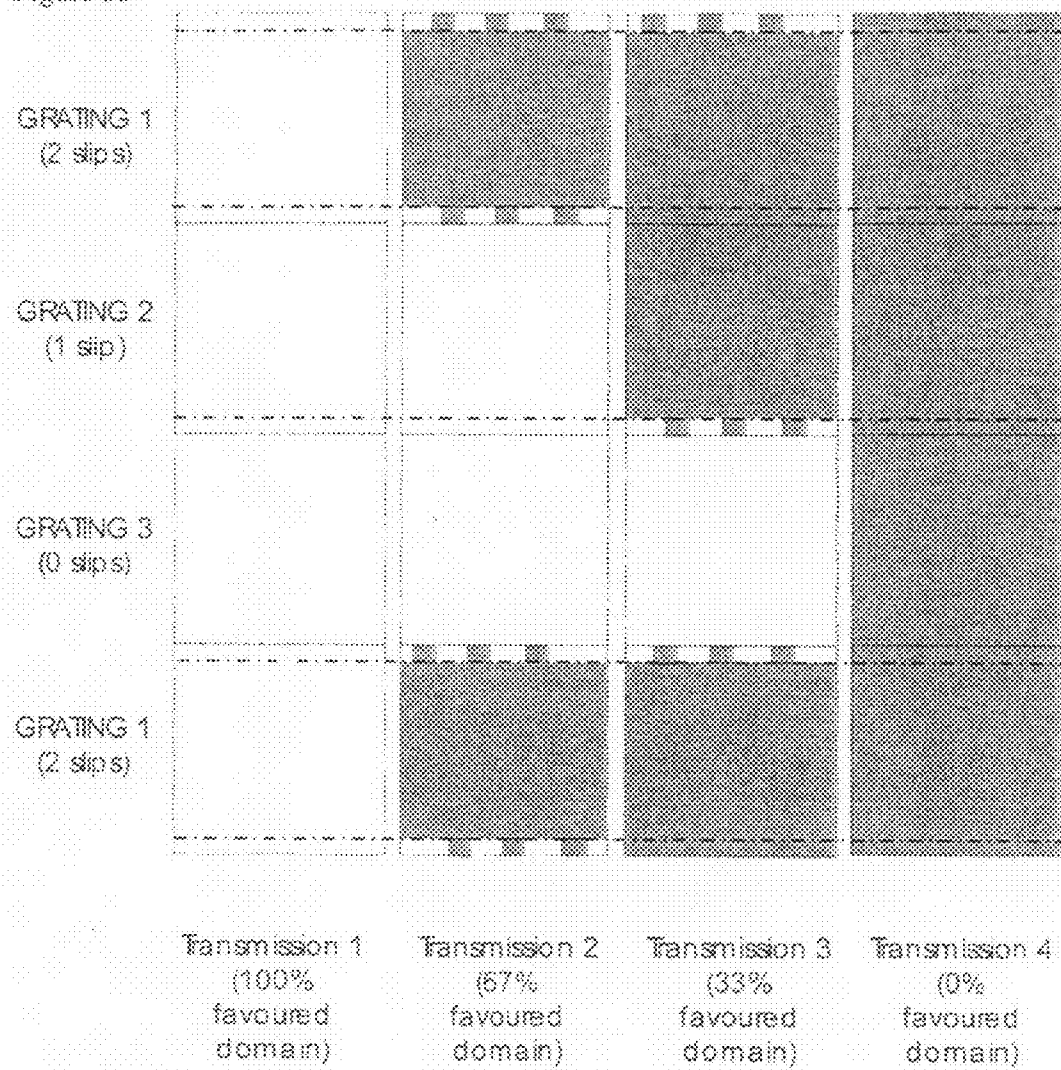 GRATING 1
(2 slips)
GRATING 2
(1 slip)
GRATING 3
(0 slips)
GRATING 1
(2 slips)
Transmission 1
(100%
favoured
domain)
Transmission 2
(67%
favoured
domain)
Transmission 3
(33%
favoured
domain)
Transmission 4
(0%
favoured
domain)